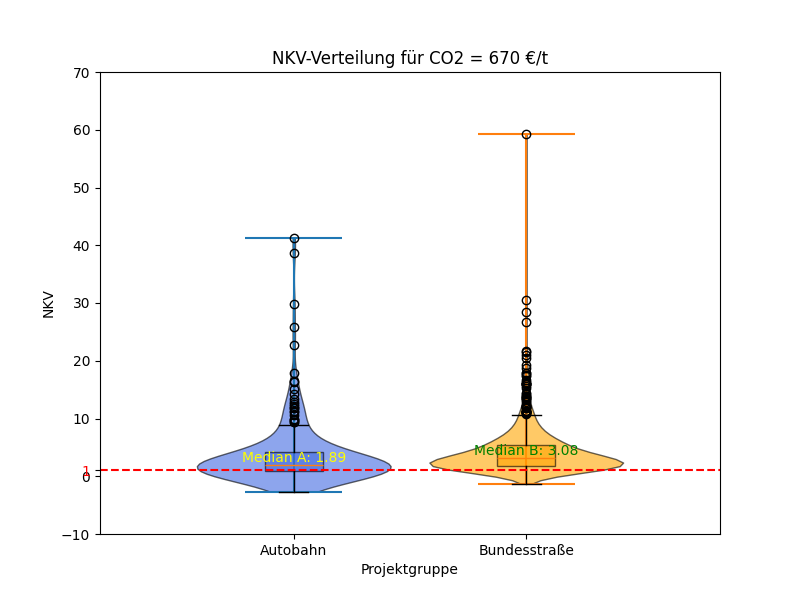 NKV-Verteilung für CO2 = 670 €/t
70
60
50
40
30
20
10
1
0
−10
NKV
Median A: 1.89
Median B: 3.08
Autobahn
Bundesstraße
Projektgruppe